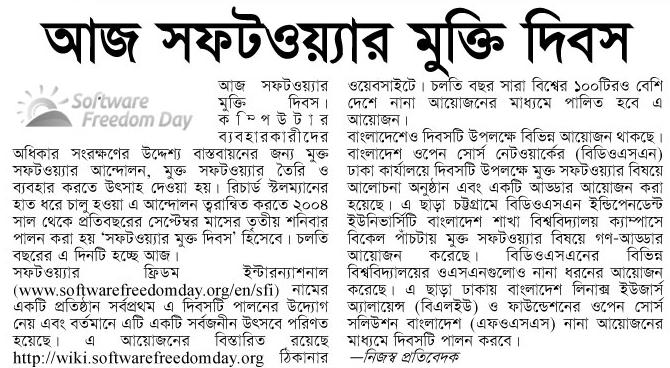 আজ সফটওয়্যার মুক্তি দিবস
Software
Freedom Day
আজ সফটওয়্যার
মুক্তি দিবস।
কম্পিউটার
ব্যবহারকারীদের
অধিকার সংরক্ষণের উদ্দেশ্য বাস্তবায়নের জন্য মুক্ত
সফটওয়্যার আন্দোলন, মুক্ত সফটওয়্যার তৈরি ও
ব্যবহার করতে উৎসাহ দেওয়া হয়। রিচার্ড স্টলম্যানের
হাত ধরে চালু হওয়া এ আন্দোলন ত্বরান্বিত করতে ২০০৪
সাল থেকে প্রতিবছরের সেপ্টেম্বর মাসের তৃতীয় শনিবার
পালন করা হয় ‘সফটওয়্যার মুক্ত দিবস’ হিসেবে। চলতি
বছরের এ দিনটি হচ্ছে আজ।
সফটওয়্যার ফ্রিডম ইন্টারন্যাশনাল
(www.softwarefreedomday.org/en/sfi) নামের
একটি প্রতিষ্ঠান সর্বপ্রথম এ দিবসটি পালনের উদ্যোগ
নেয় এবং বর্তমানে এটি একটি সর্বজনীন উৎসবে পরিণত
হয়েছে। এ আয়োজনের বিস্তারিত রয়েছে
http://wiki.softwarefreedomday.org ঠিকানার
ওয়েবসাইটে। চলতি বছর সারা বিশ্বের ১০০টিরও বেশি
দেশে নানা আয়োজনের মাধ্যমে পালিত হবে এ
আয়োজন।
বাংলাদেশেও দিবসটি উপলক্ষে বিভিন্ন আয়োজন থাকছে।
বাংলাদেশ ওপেন সোর্স নেটওয়ার্কের (বিডিওএসএন)
ঢাকা কার্যালয়ে দিবসটি উপলক্ষে মুক্ত সফটওয়্যার বিষয়ে
আলোচনা অনুষ্ঠান এবং একটি আড্ডার আয়োজন করা
হয়েছে। এ ছাড়া চট্টগ্রামে বিডিওএসএন ইন্ডিপেনডেন্ট
ইউনিভার্সিটি বাংলাদেশ শাখা বিশ্ববিদ্যালয় ক্যাম্পাসে
বিকেল পাঁচটায় মুক্ত সফটওয়্যার বিষয়ে গণ-আড্ডার
আয়োজন করেছে। বিডিওএসএনের বিভিন্ন
বিশ্ববিদ্যালয়ের ওএসএনগুলোও নানা ধরনের আয়োজন
করেছে। এ ছাড়া ঢাকায় বাংলাদেশ লিনাক্স ইউজার্স
অ্যালায়েন্স (বিএলইউ) ও ফাউন্ডেশনের ওপেন সোর্স
সলিউশন বাংলাদেশ (এফওএসএস) নানা আয়োজনের
মাধ্যমে দিবসটি পালন করবে।
—নিজস্ব প্রতিবেদক